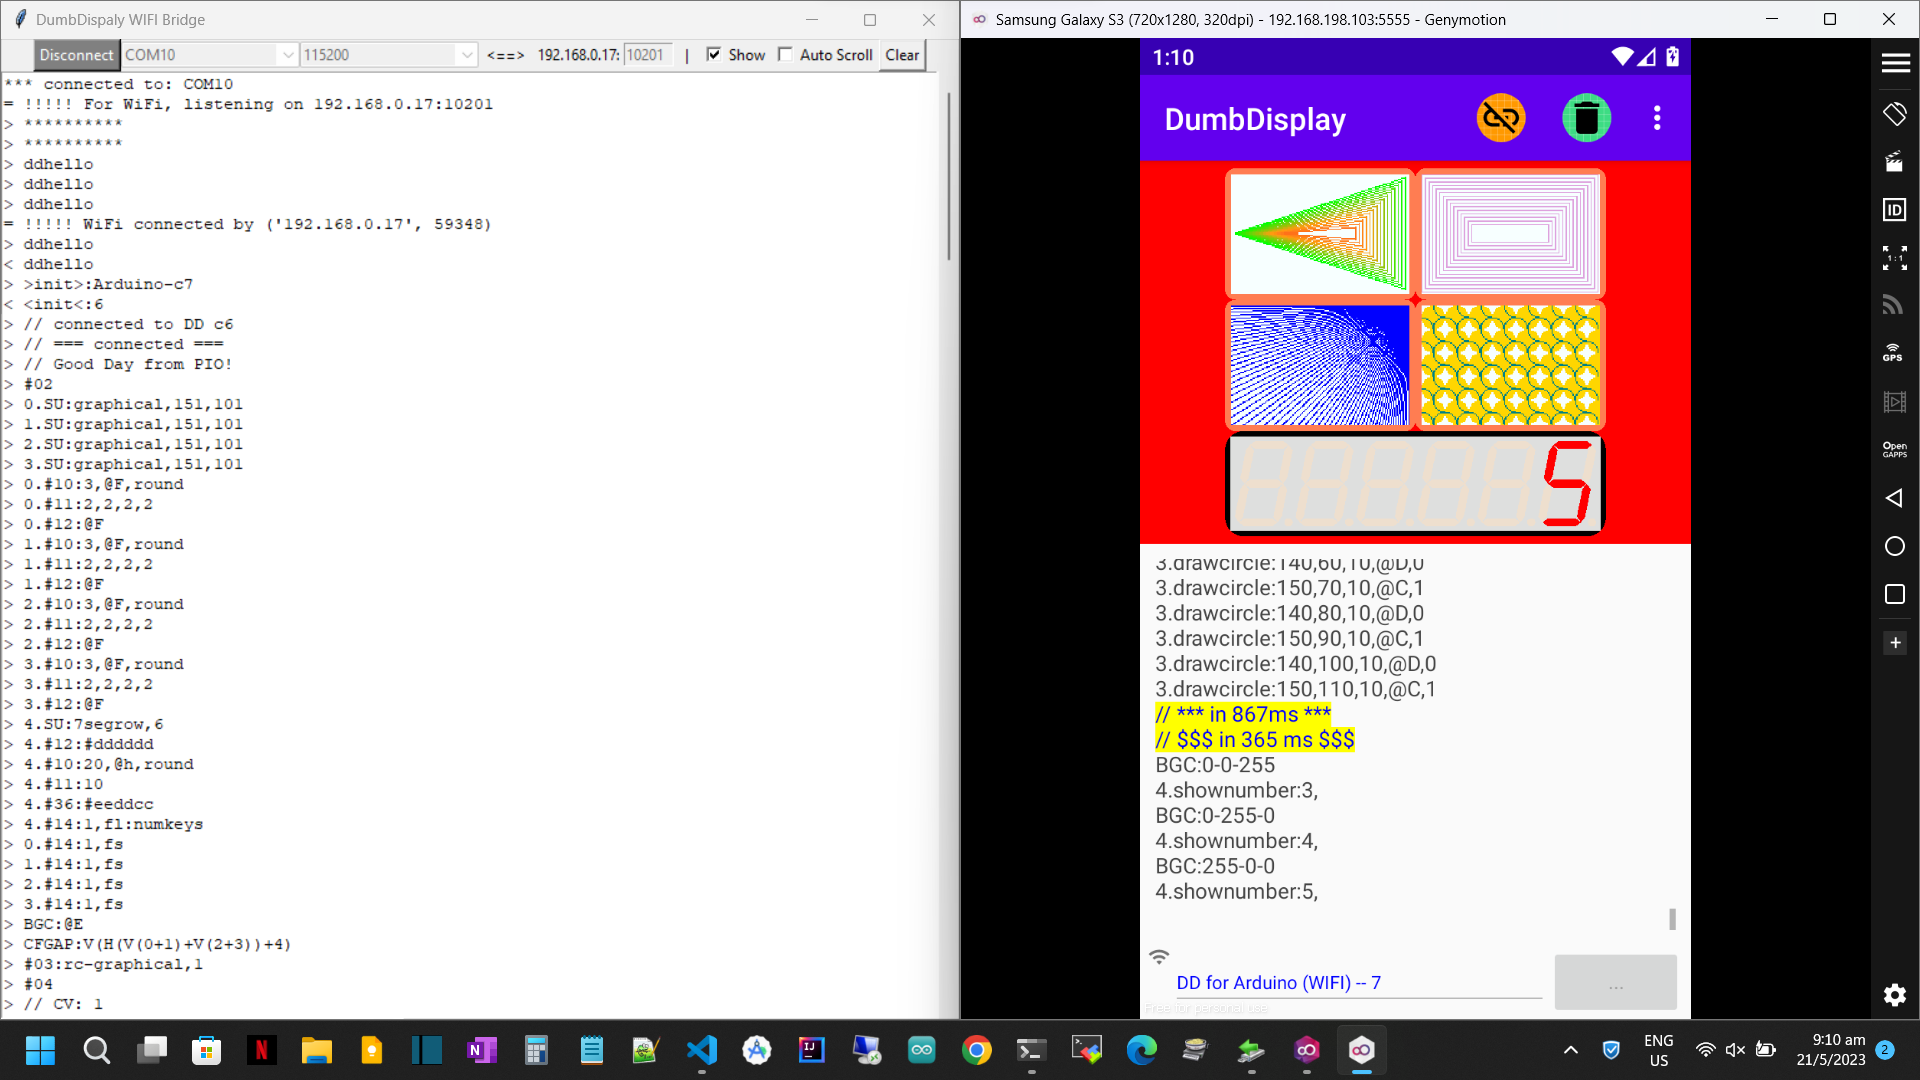 DumbDispaly WIFI Bridge
Disconnect COM10 115200 <==> 192.168.0.17: 10201 | Show Auto Scroll Clear
*** connected to: COM10
= !!!!! For WiFi, listening on 192.168.0.17:10201
> **********
> **********
> ddhello
> ddhello
> ddhello
= !!!!! WiFi connected by ('192.168.0.17', 59348)
> ddhello
< ddhello
> >init>:Arduino-c7
< <init<:6
> // connected to DD c6
> // === connected ===
> // Good Day from PIO!
> #02
> 0.SU:graphical,151,101
> 1.SU:graphical,151,101
> 2.SU:graphical,151,101
> 3.SU:graphical,151,101
> 0.#10:3,@F,round
> 0.#11:2,2,2,2
> 0.#12:@F
> 1.#10:3,@F,round
> 1.#11:2,2,2,2
> 1.#12:@F
> 2.#10:3,@F,round
> 2.#11:2,2,2,2
> 2.#12:@F
> 3.#10:3,@F,round
> 3.#11:2,2,2,2
> 3.#12:@F
> 4.SU:7segrow,6
> 4.#12:#dddddd
> 4.#10:20,@h,round
> 4.#11:10
> 4.#36:#eeddcc
> 4.#14:1,fl:numkeys
> 0.#14:1,fs
> 1.#14:1,fs
> 2.#14:1,fs
> 3.#14:1,fs
> BGC:@E
> CFGAP:V(H(V(0+1)+V(2+3))+4)
> #03:rc-graphical,1
> #04
> // CV: 1
Samsung Galaxy S3 (720x1280, 320dpi) - 192.168.198.103:5555 - Genymotion
1:10
DumbDisplay
5
3.drawcircle:140,60,10,@D,0
3.drawcircle:150,70,10,@C,1
3.drawcircle:140,80,10,@D,0
3.drawcircle:150,90,10,@C,1
3.drawcircle:140,100,10,@D,0
3.drawcircle:150,110,10,@C,1
// *** in 867ms ***
// $$$ in 365 ms $$$
BGC:0-0-255
4.shownumber:3,
BGC:0-255-0
4.shownumber:4,
BGC:255-0-0
4.shownumber:5,
DD for Arduino (WIFI) -- 7
...
Free for personal use
ID
1:1
GPS
Open
GAPPS
N
N
IJ
ENG
US
9:10 am
21/5/2023
2